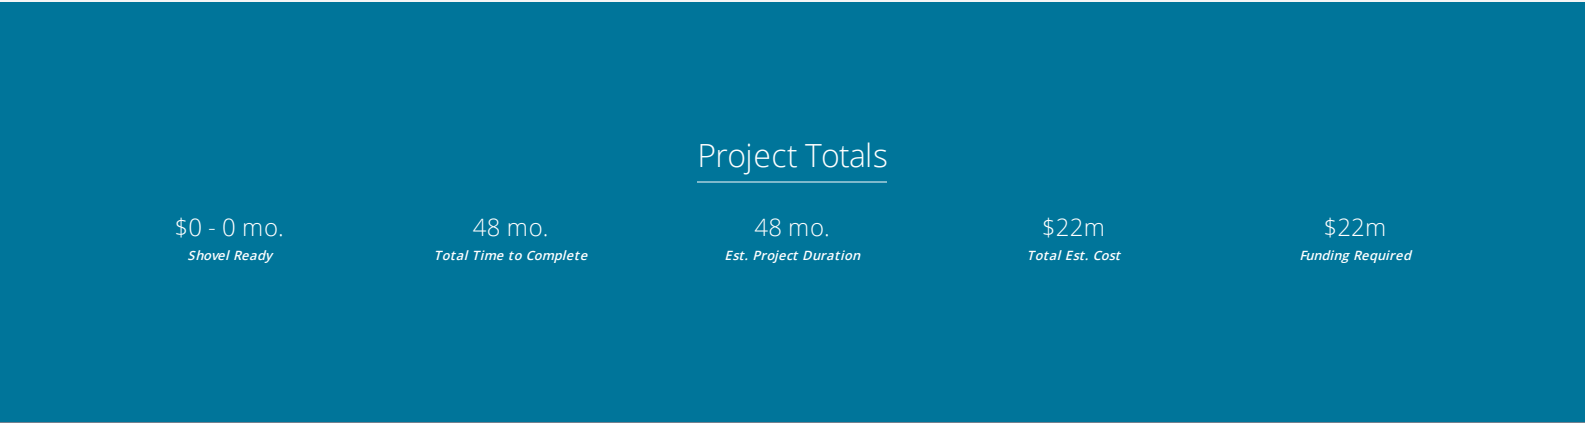 Project Totals
$0 - 0 mo.
Shovel Ready
48 mo.
Total Time to Complete
48 mo.
Est. Project Duration
$22m
Total Est. Cost
$22m
Funding Required